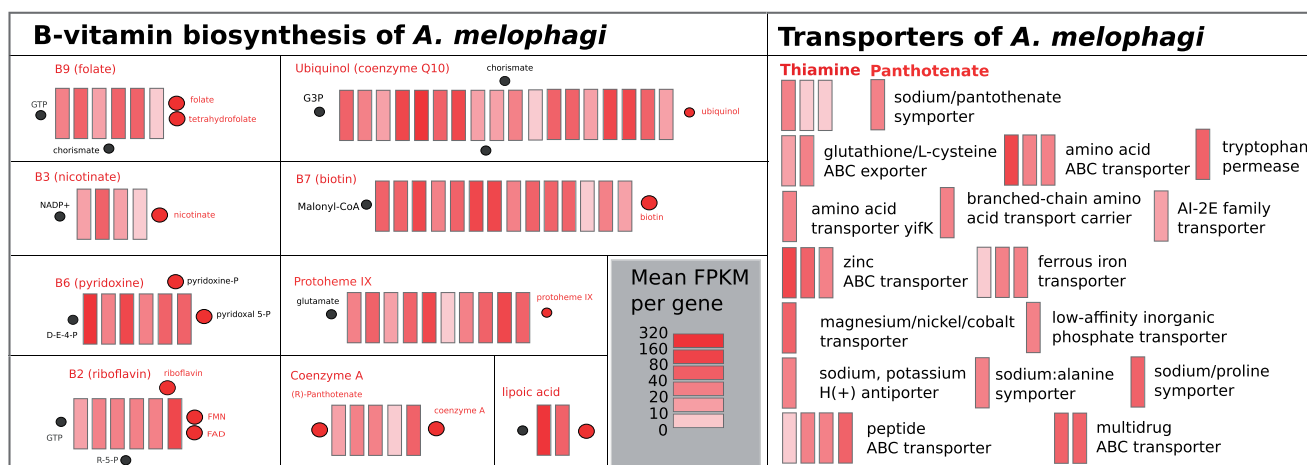 B-vitamin biosynthesis of A. melophagi
B9 (folate)
GTP
chorismate
folate
tetrahydrofolate
Ubiquinol (coenzyme Q10)
chorismate
G3P
ubiquinol
B3 (nicotinate)
NADP+
nicotinate
B7 (biotin)
Malonyl-CoA
biotin
B6 (pyridoxine)
pyridoxine-P
D-E-4-P
pyridoxal 5-P
Protoheme IX
glutamate
protoheme IX
Mean FPKM
per gene
320
160
80
40
20
10
0
B2 (riboflavin)
riboflavin
GTP
FMN
FAD
R-5-P
Coenzyme A
(R)-Panthotenate
coenzyme A
lipoic acid
Transporters of A. melophagi
Thiamine
Panthotenate
sodium/pantothenate
symporter
glutathione/L-cysteine
ABC exporter
amino acid
ABC transporter
tryptophan
permease
amino acid
transporter yifK
branched-chain amino
acid transport carrier
AI-2E family
transporter
zinc
ABC transporter
ferrous iron
transporter
magnesium/nickel/cobalt
transporter
low-affinity inorganic
phosphate transporter
sodium, potassium
H(+) antiporter
sodium:alanine
symporter
sodium/proline
symporter
peptide
ABC transporter
multidrug
ABC transporter